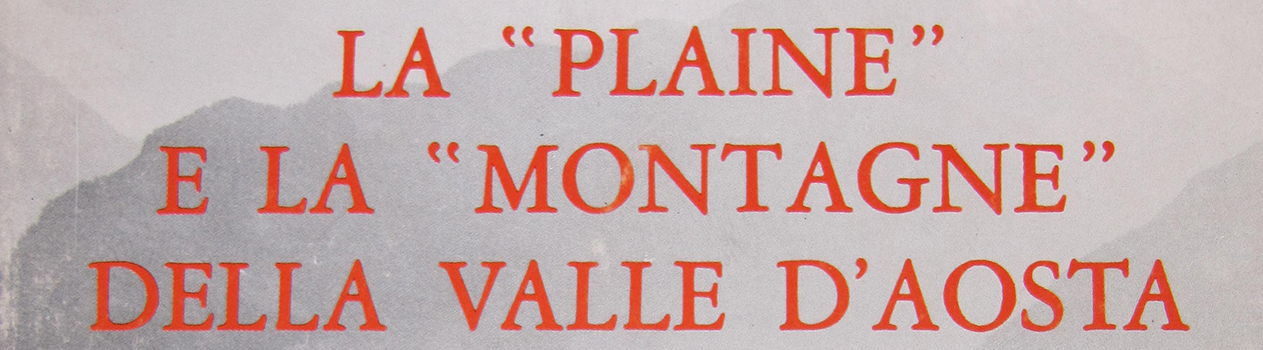 LA “PLAINE”
E LA “MONTAGNE”
DELLA VALLE D’AOSTA